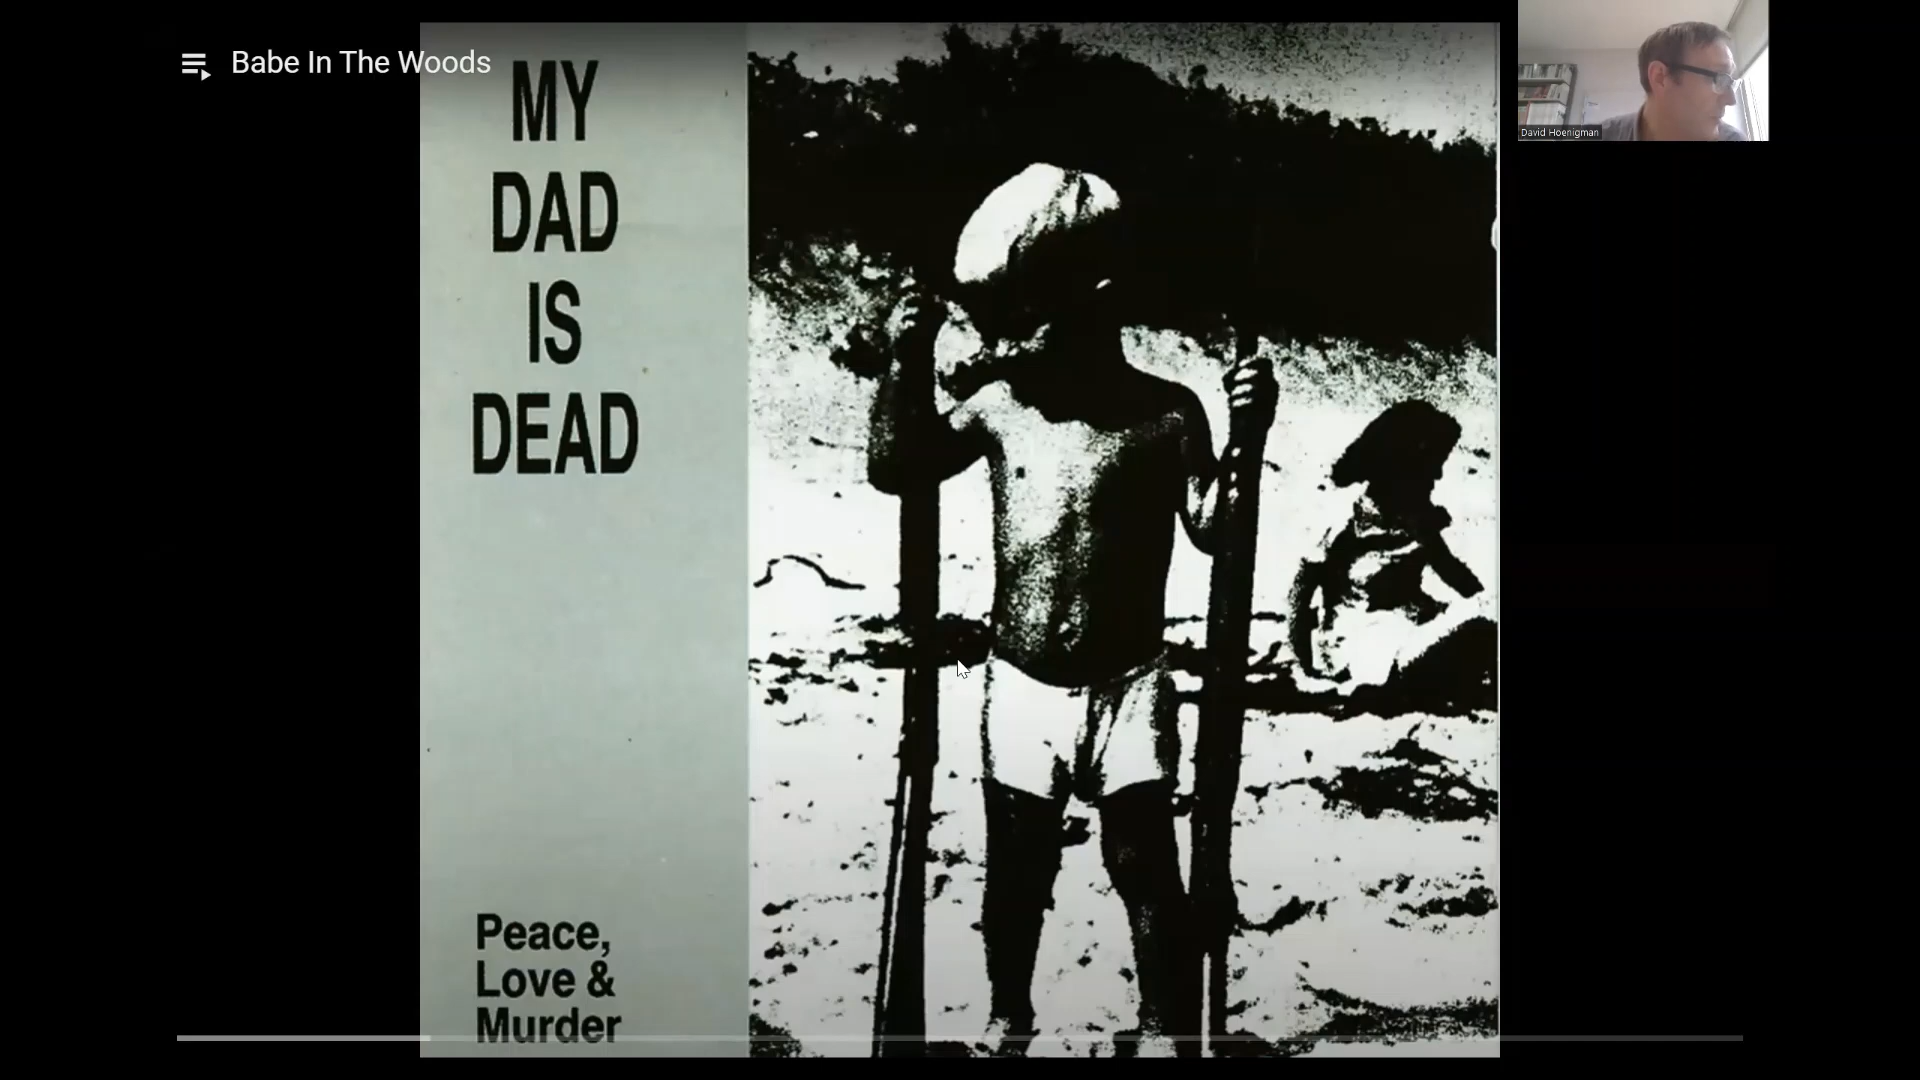 Babe In The Woods
MY
DAD
IS
DEAD
Peace,
Love &
Murder
David Hoenigman